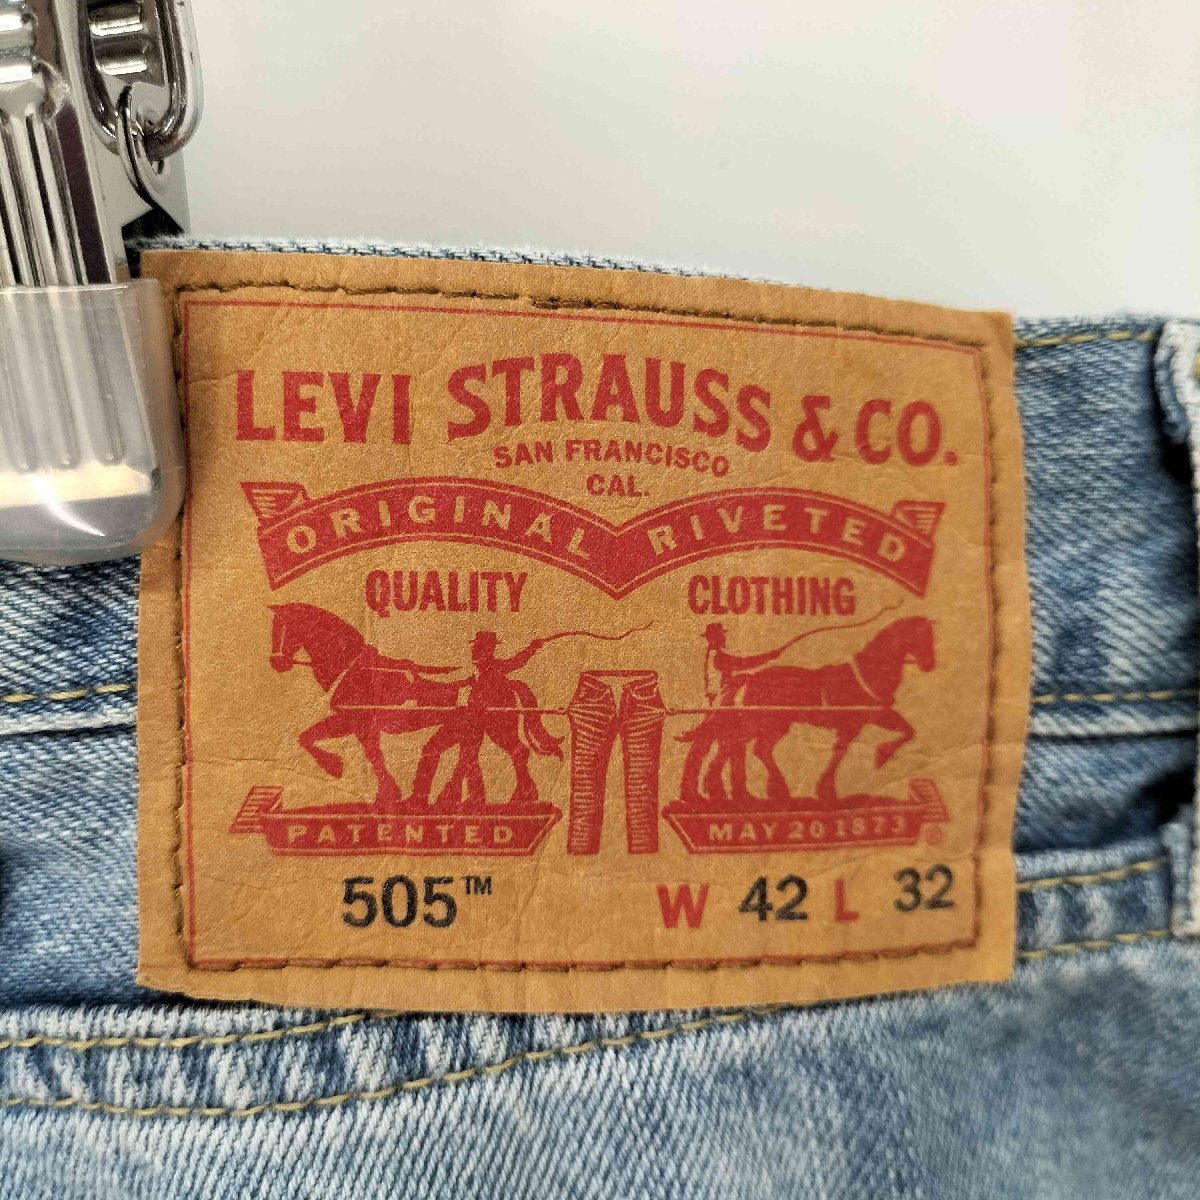 LEVI STRAUSS & CO.
SAN FRANCISCO
CAL.
ORIGINAL RIVETED
QUALITY CLOTHING
PATENTED MAY 20 1873 ®
505™ W 42 L 32